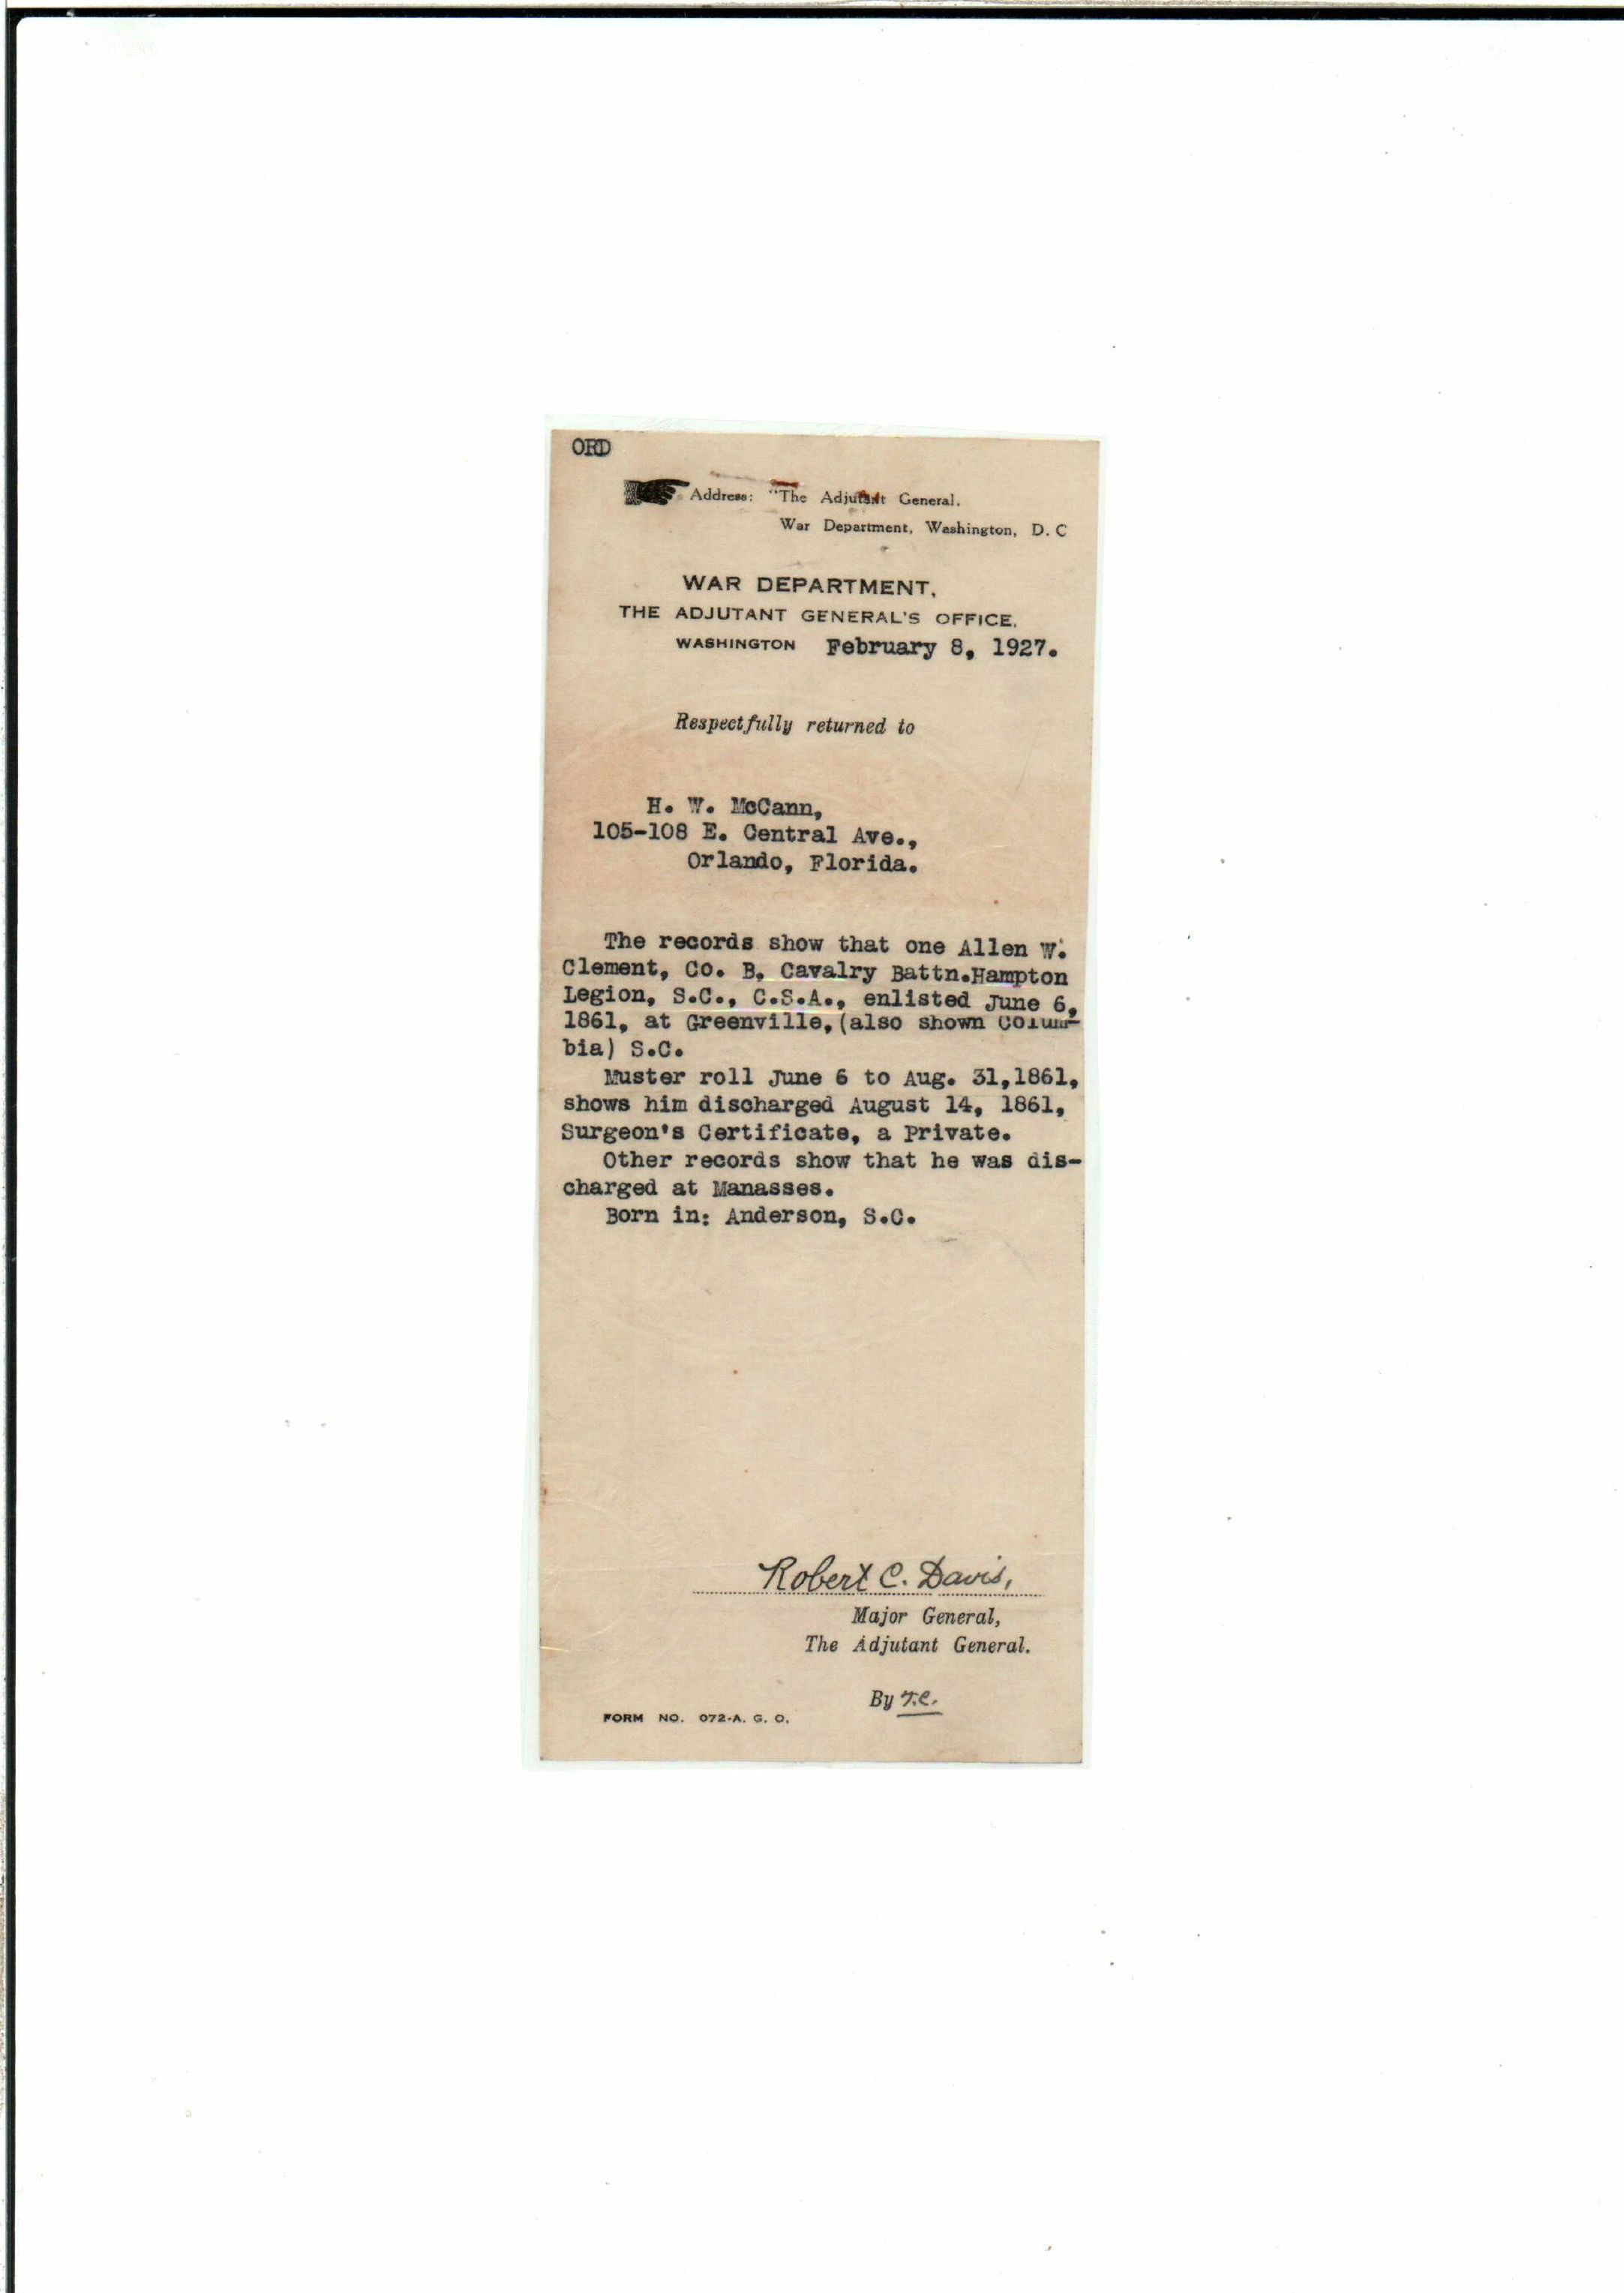 ORD
Address: "The Adjutant General.
War Department, Washington, D. C
WAR DEPARTMENT,
THE ADJUTANT GENERAL'S OFFICE.
WASHINGTON February 8, 1927.
Respectfully returned to
H. W. McCann,
105-108 E. Central Ave.,
Orlando, Florida.
The records show that one Allen W.
Clement, Co. B, Cavalry Battn.Hampton
Legion, S.C., C.S.A., enlisted June 6,
1861, at Greenville,(also shown Colum-
bia) S.C.
Muster roll June 6 to Aug. 31,1861,
shows him discharged August 14, 1861,
Surgeon's Certificate, a Private.
Other records show that he was dis-
charged at Manasses.
Born in: Anderson, S.C.
Robert C. Davis,
Major General,
The Adjutant General.
By T.C.
FORM NO. 072-A. G. O.